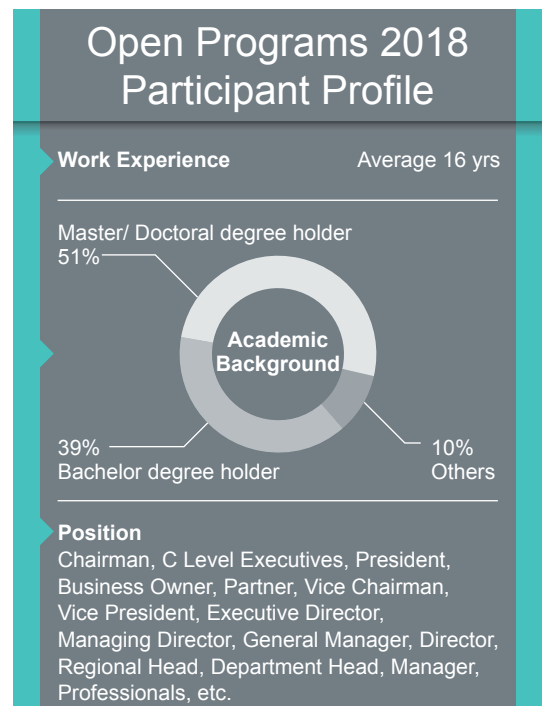 Open Programs 2018
Participant Profile
Work Experience Average 16 yrs
Master/ Doctoral degree holder
51%
Academic
Background
39%
Bachelor degree holder
10%
Others
Position
Chairman, C Level Executives, President,
Business Owner, Partner, Vice Chairman,
Vice President, Executive Director,
Managing Director, General Manager, Director,
Regional Head, Department Head, Manager,
Professionals, etc.